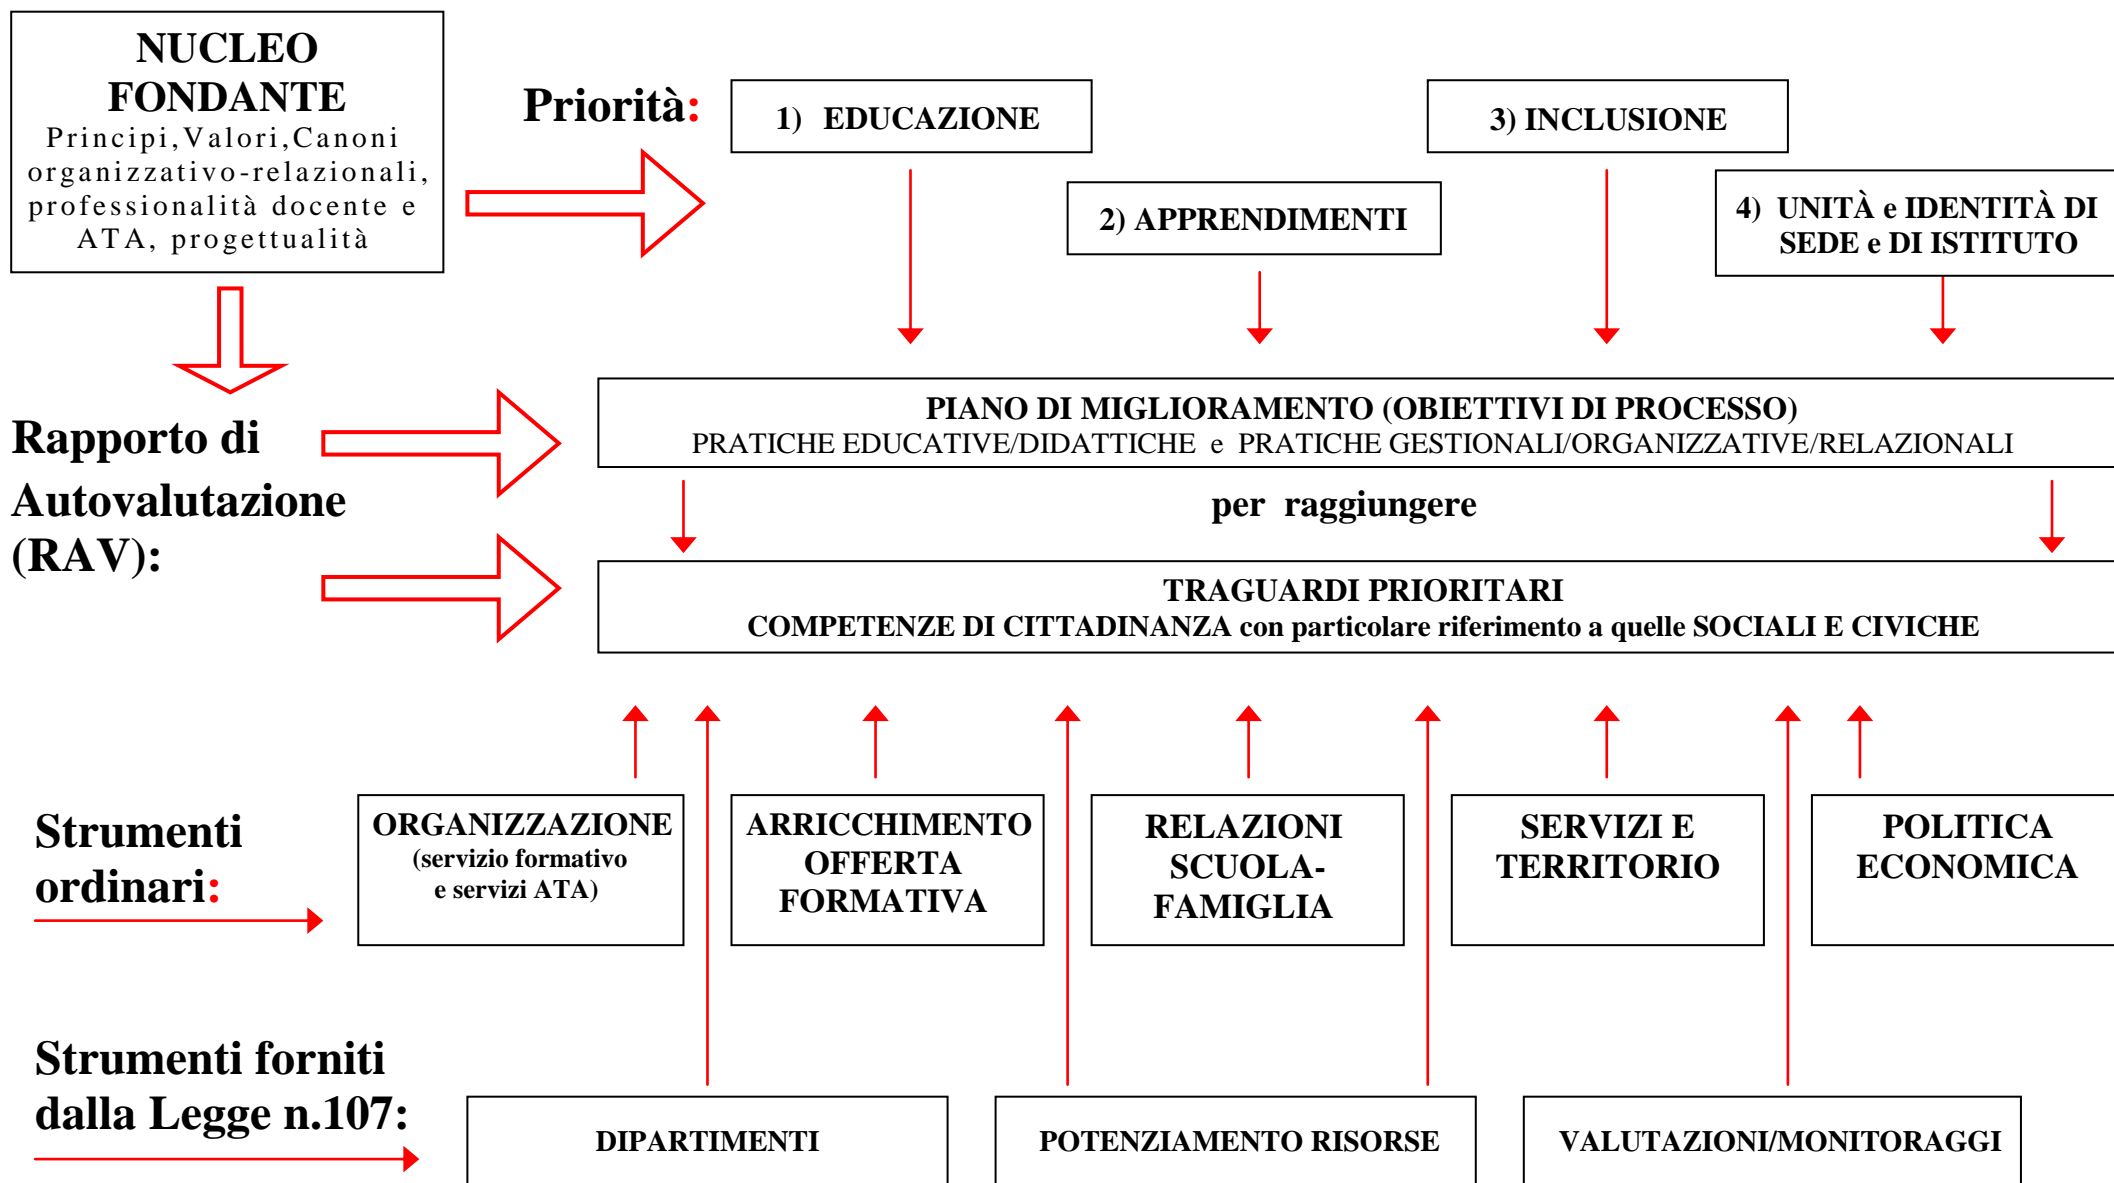 NUCLEO
FONDANTE
Principi,Valori,Canoni
organizzativo-relazionali,
professionalità docente e
ATA, progettualità
Priorità:
1) EDUCAZIONE
2) APPRENDIMENTI
3) INCLUSIONE
4) UNITÀ e IDENTITÀ DI
SEDE e DI ISTITUTO
Rapporto di
Autovalutazione
(RAV):
PIANO DI MIGLIORAMENTO (OBIETTIVI DI PROCESSO)
PRATICHE EDUCATIVE/DIDATTICHE e PRATICHE GESTIONALI/ORGANIZZATIVE/RELAZIONALI
per raggiungere
TRAGUARDI PRIORITARI
COMPETENZE DI CITTADINANZA con particolare riferimento a quelle SOCIALI E CIVICHE
Strumenti
ordinari:
ORGANIZZAZIONE
(servizio formativo
e servizi ATA)
ARRICCHIMENTO
OFFERTA
FORMATIVA
RELAZIONI
SCUOLA-
FAMIGLIA
SERVIZI E
TERRITORIO
POLITICA
ECONOMICA
Strumenti forniti
dalla Legge n.107:
DIPARTIMENTI
POTENZIAMENTO RISORSE
VALUTAZIONI/MONITORAGGI